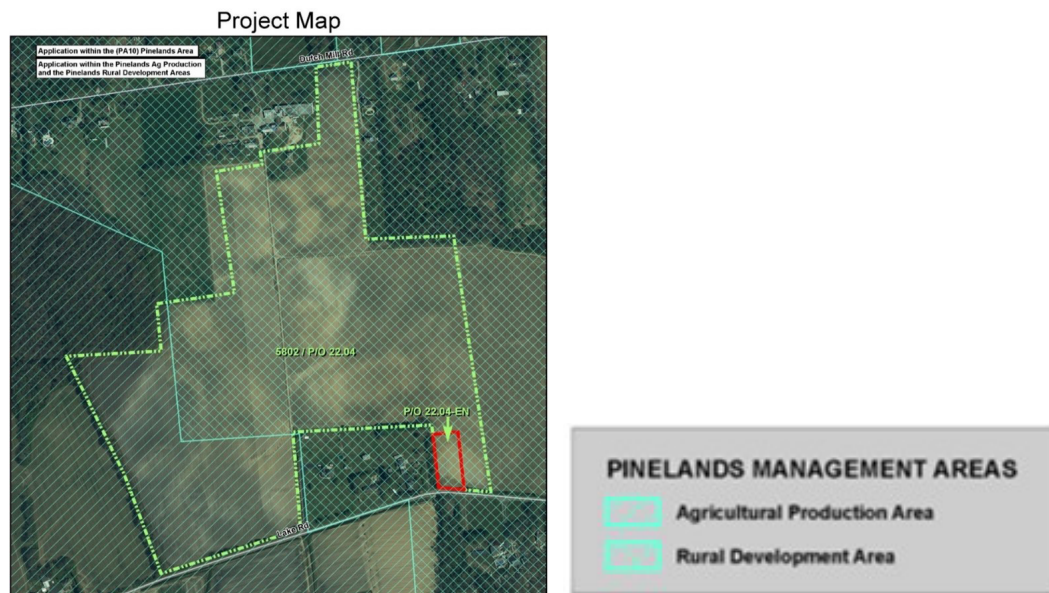 Project Map
Application within the (PA10) Pinelands Area
Application within the Pinelands Ag Production
and the Pinelands Rural Development Areas
Dutch Mill Rd
5802 / P/O 22.04
P/O 22.04-EN
Lake Rd
PINELANDS MANAGEMENT AREAS
Agricultural Production Area
Rural Development Area